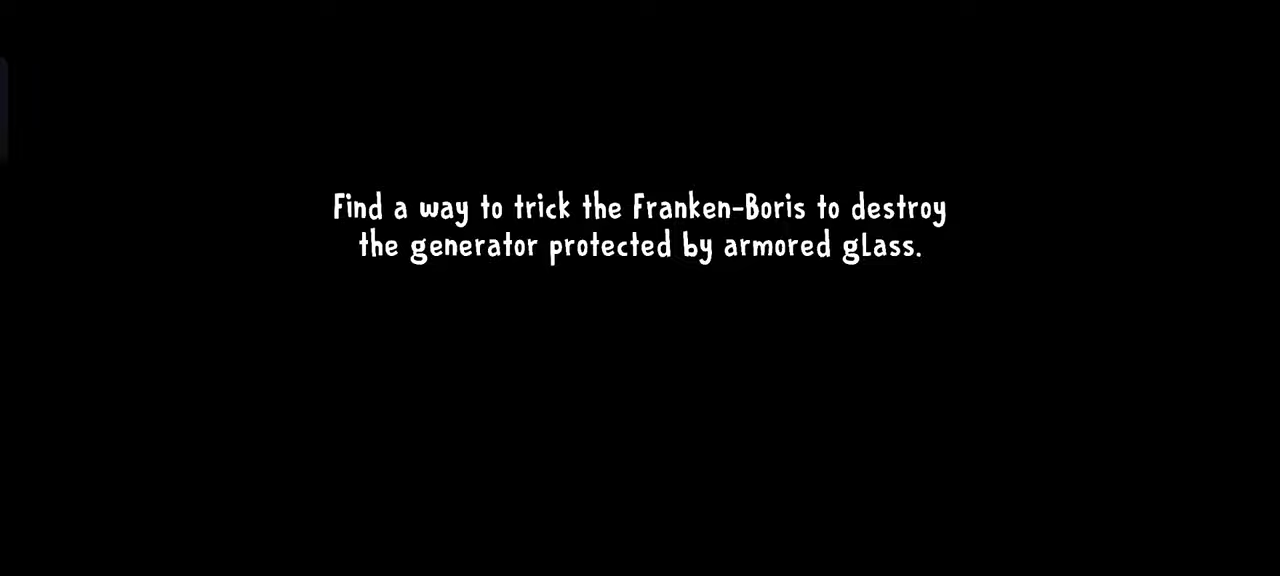 Find a way to trick the Franken-Boris to destroy
the generator protected by armored glass.